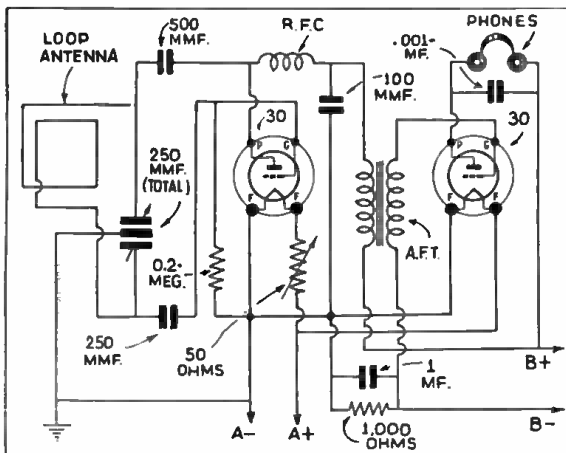 500
MMF.
R.F.C
PHONES
LOOP
ANTENNA
.001-
MF.
-100
MMF.
30
30
P
G
P
G
250
MMF.
(TOTAL)
F
F
F
F
0.2-
MEG.
A.F.T.
250
MMF.
50
OHMS
1
MF.
B+
A-
A+
1,000
OHMS
B-